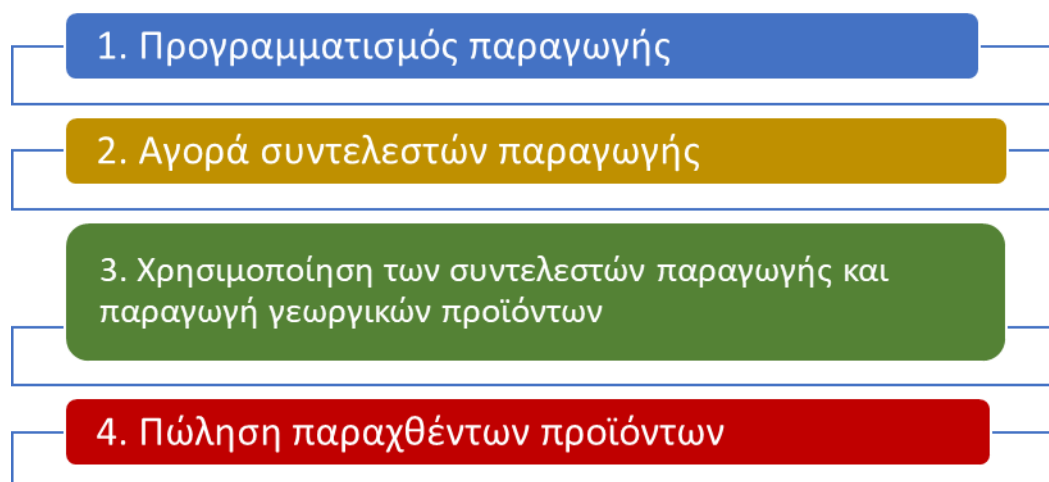 1. Προγραμματισμός παραγωγής
2. Αγορά συντελεστών παραγωγής
3. Χρησιμοποίηση των συντελεστών παραγωγής και
παραγωγή γεωργικών προϊόντων
4. Πώληση παραχθέντων προϊόντων